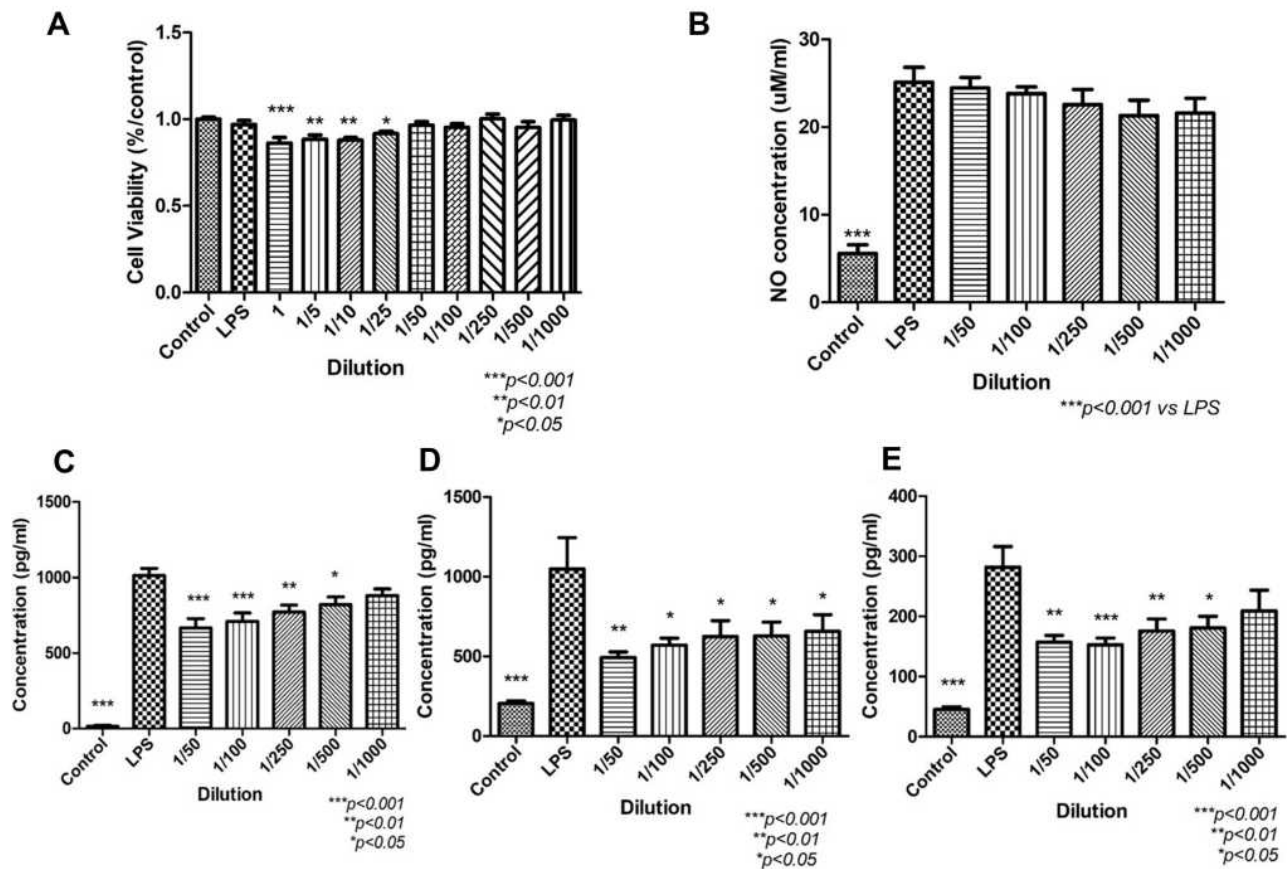 A
Cell Viability (%/control)
1.5
1.0
0.5
0.0
*** ** ** *
Control LPS 1 1/5 1/10 1/25 1/50 1/100 1/250 1/500 1/1000
Dilution
***p<0.001
**p<0.01
*p<0.05
B
NO concentration (uM/ml)
30
20
10
0
***
Control LPS 1/50 1/100 1/250 1/500 1/1000
Dilution
***p<0.001 vs LPS
C
Concentration (pg/ml)
1500
1000
500
0
*** *** *** ** *
Control LPS 1/50 1/100 1/250 1/500 1/1000
Dilution
***p<0.001
**p<0.01
*p<0.05
D
Concentration (pg/ml)
1500
1000
500
0
*** ** * * * *
Control LPS 1/50 1/100 1/250 1/500 1/1000
Dilution
***p<0.001
**p<0.01
*p<0.05
E
Concentration (pg/ml)
400
300
200
100
0
*** ** *** ** *
Control LPS 1/50 1/100 1/250 1/500 1/1000
Dilution
***p<0.001
**p<0.01
*p<0.05